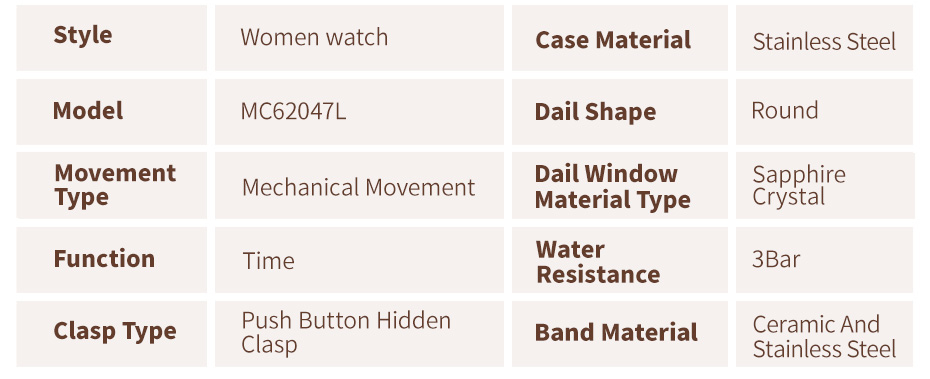 Style
Women watch
Case Material
Stainless Steel
Model
MC62047L
Dail Shape
Round
Movement
Type
Mechanical Movement
Dail Window
Material Type
Sapphire
Crystal
Function
Time
Water
Resistance
3Bar
Clasp Type
Push Button Hidden
Clasp
Band Material
Ceramic And
Stainless Steel